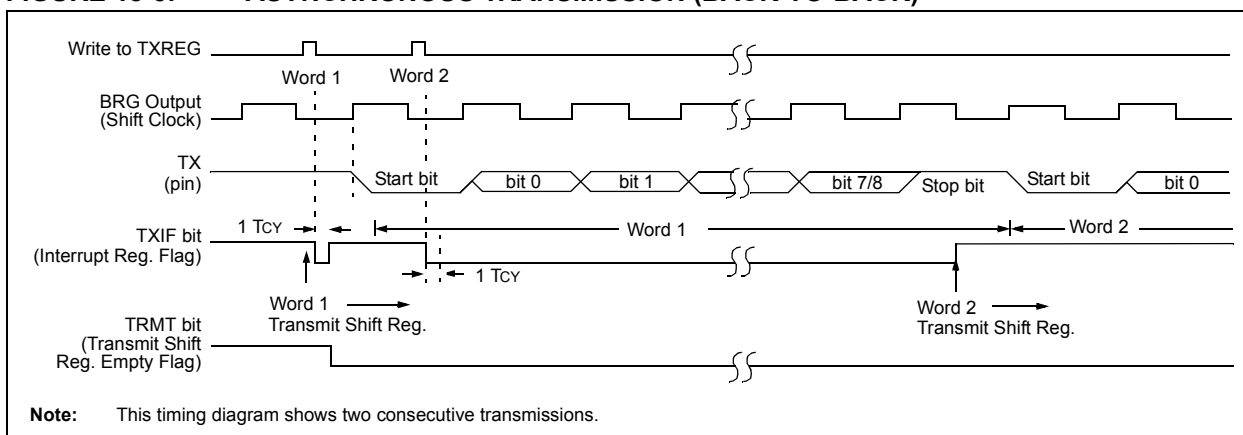 Write to TXREG
Word 1
Word 2
BRG Output
(Shift Clock)
TX
(pin)
Start bit
bit 0
bit 1
bit 7/8
Stop bit
Start bit
bit 0
1 TCY
TXIF bit
(Interrupt Reg. Flag)
Word 1
Word 2
1 TCY
Word 1
Transmit Shift Reg.
Word 2
Transmit Shift Reg.
TRMT bit
(Transmit Shift
Reg. Empty Flag)
Note: This timing diagram shows two consecutive transmissions.